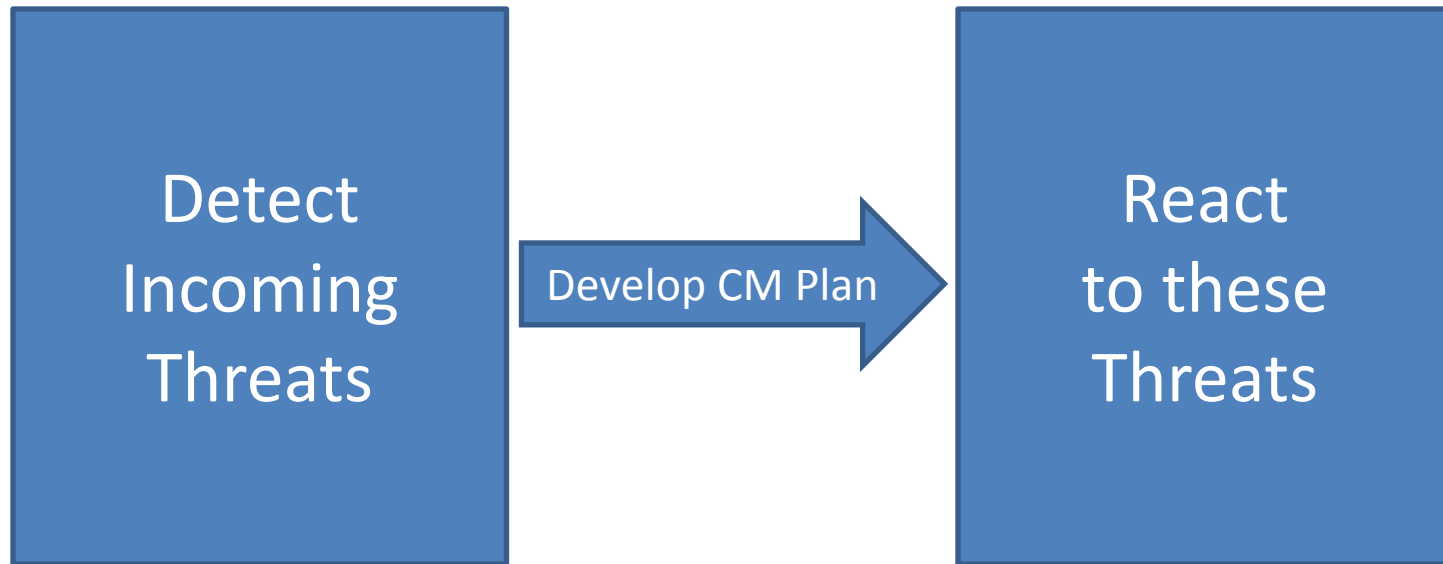 Detect
Incoming
Threats
Develop CM Plan
React
to these
Threats